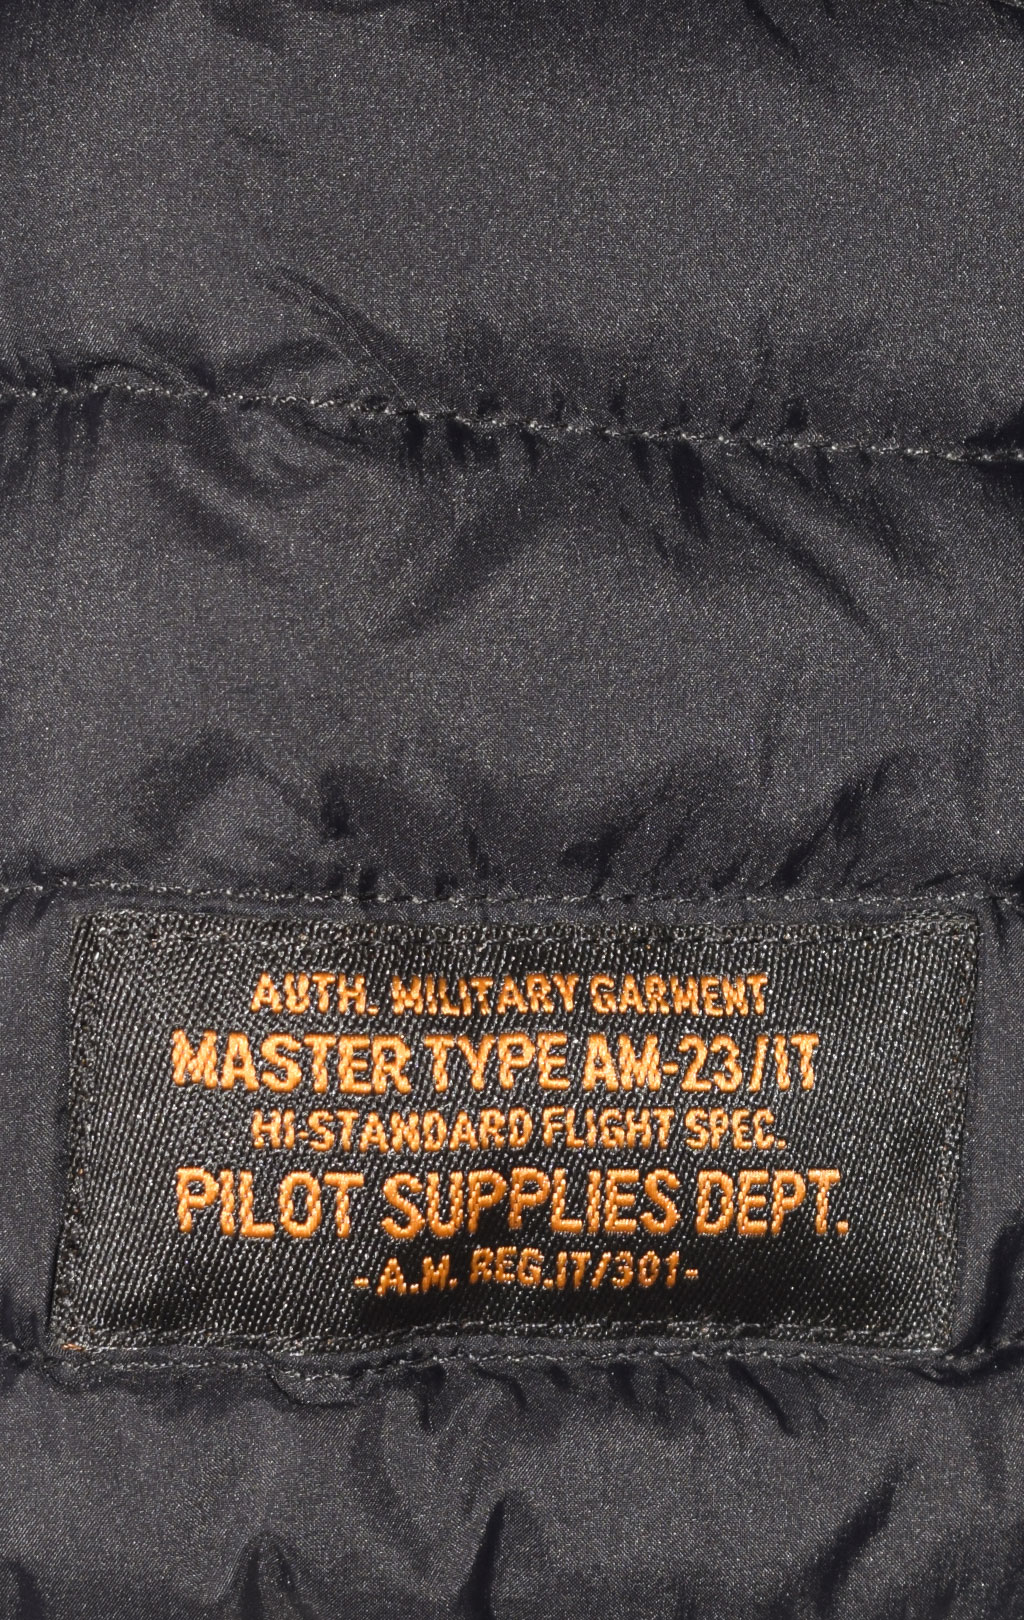 AUTH. MILITARY GARMENT
MASTER TYPE AM-23/IT
HI-STANDARD FLIGHT SPEC.
PILOT SUPPLIES DEPT.
-A.H. REG.IT/301-